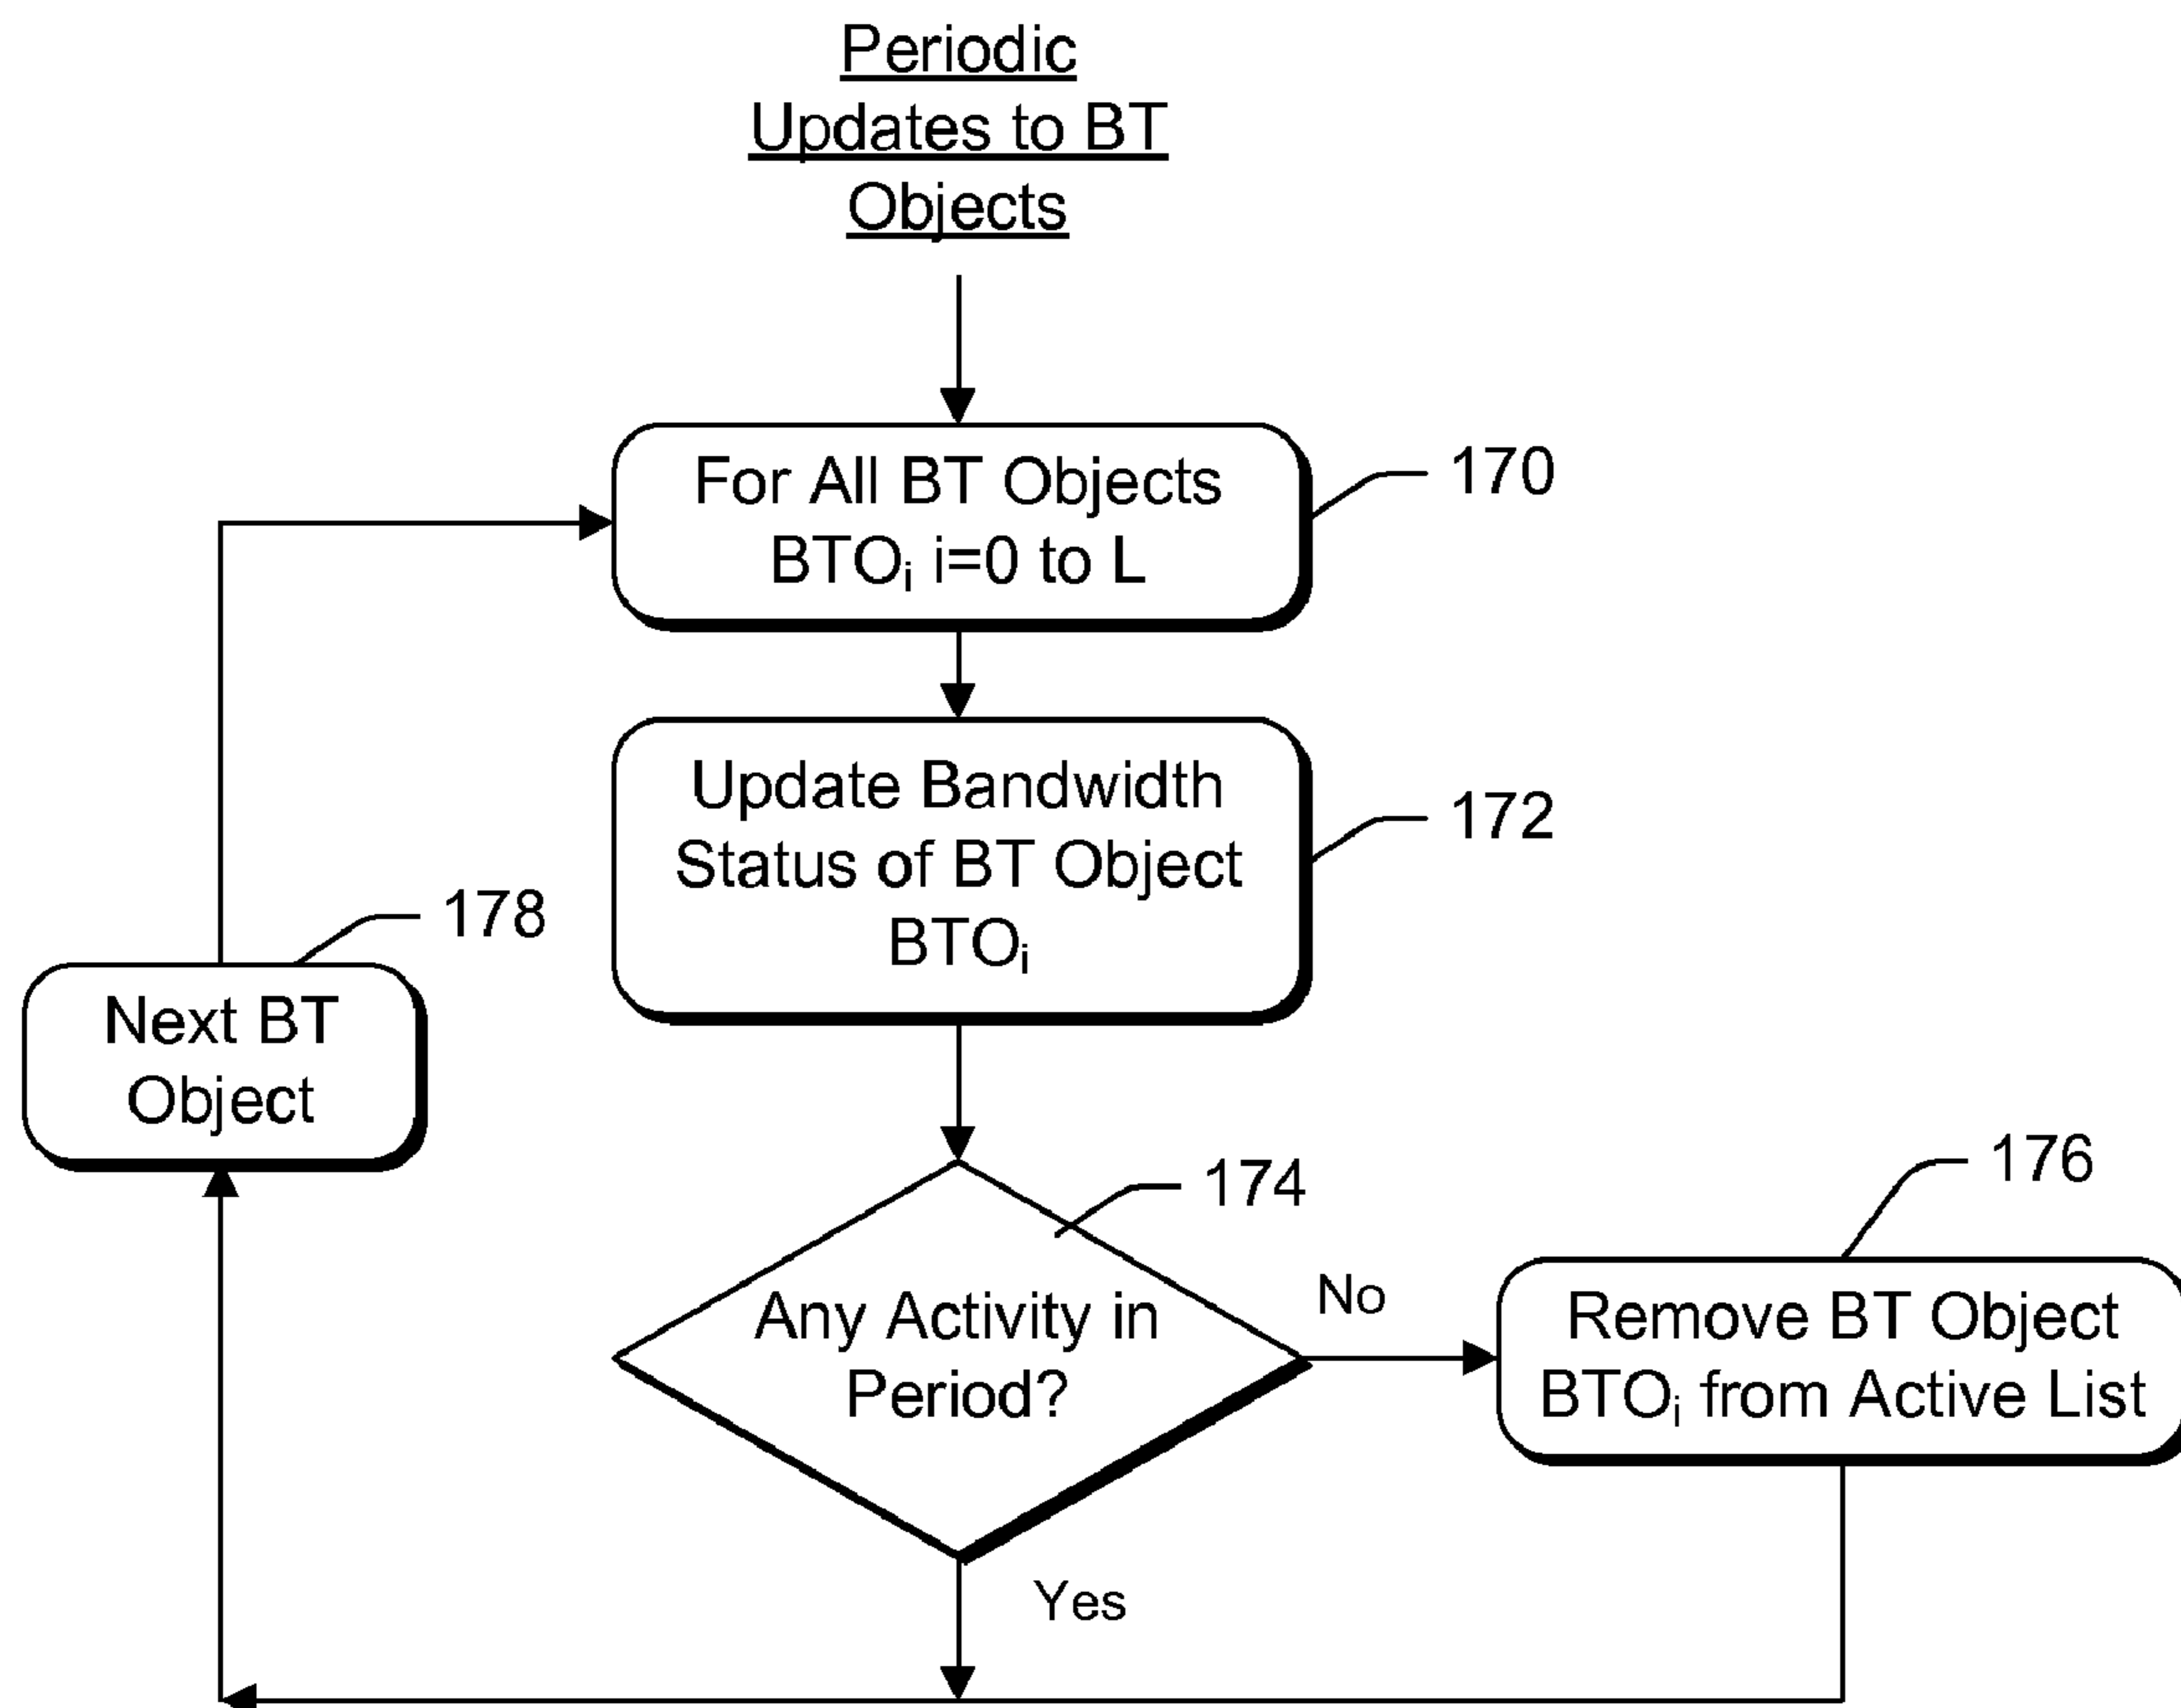 Periodic
Updates to BT
Objects
For All BT Objects
BTOi i=0 to L
170
Update Bandwidth
Status of BT Object
BTOi
172
178
Next BT
Object
174
Any Activity in
Period?
No
176
Remove BT Object
BTOi from Active List
Yes